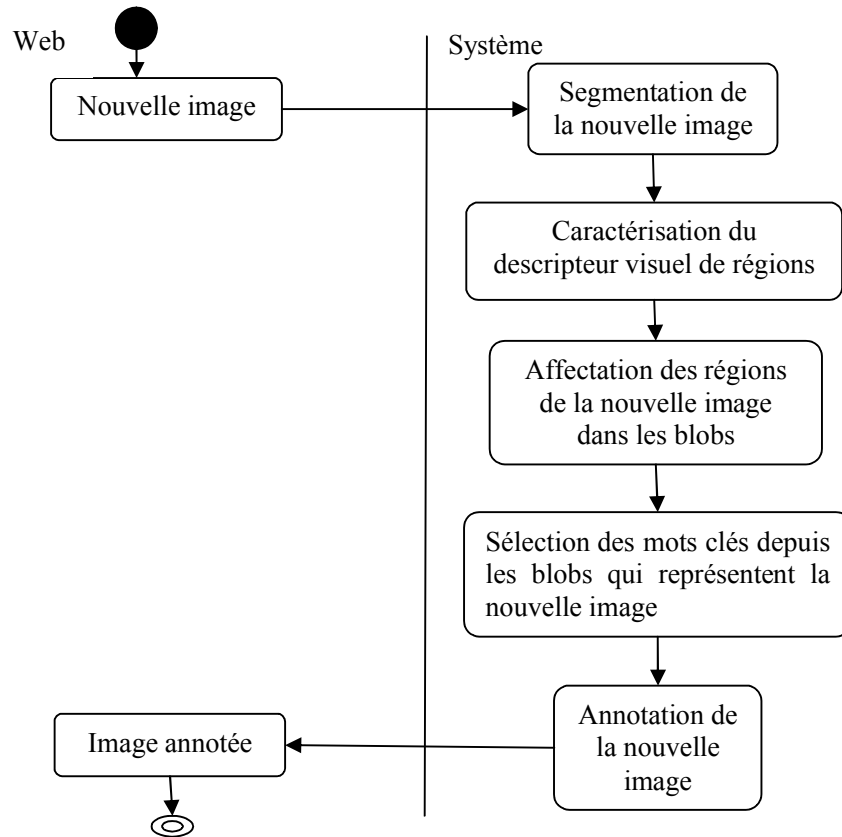 Web
Système
Nouvelle image
Segmentation de
la nouvelle image
Caractérisation du
descripteur visuel de régions
Affectation des régions
de la nouvelle image
dans les blobs
Sélection des mots clés depuis
les blobs qui représentent la
nouvelle image
Annotation de
la nouvelle
image
Image annotée